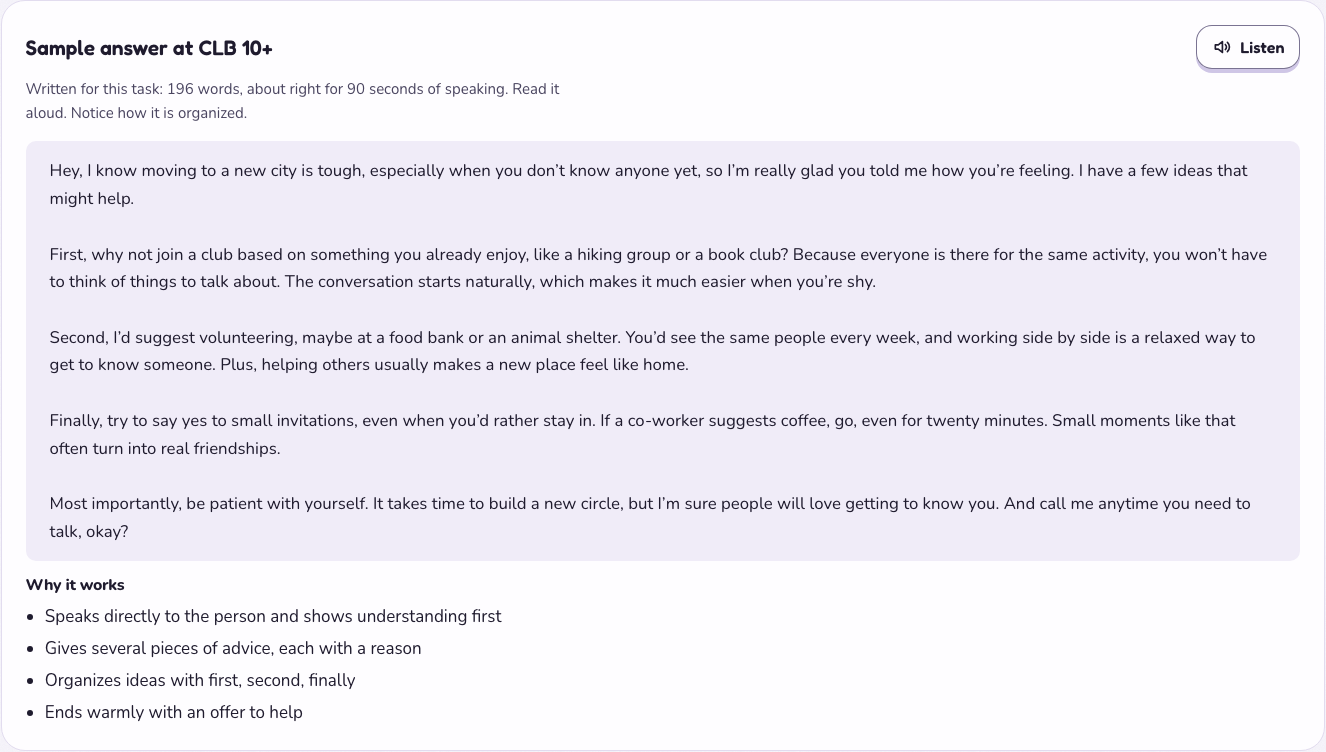 Sample answer at CLB 10+
Listen
Written for this task: 196 words, about right for 90 seconds of speaking. Read it
aloud. Notice how it is organized.
Hey, I know moving to a new city is tough, especially when you don’t know anyone yet, so I’m really glad you told me how you’re feeling. I have a few ideas that
might help.
First, why not join a club based on something you already enjoy, like a hiking group or a book club? Because everyone is there for the same activity, you won’t have
to think of things to talk about. The conversation starts naturally, which makes it much easier when you’re shy.
Second, I’d suggest volunteering, maybe at a food bank or an animal shelter. You’d see the same people every week, and working side by side is a relaxed way to
get to know someone. Plus, helping others usually makes a new place feel like home.
Finally, try to say yes to small invitations, even when you’d rather stay in. If a co-worker suggests coffee, go, even for twenty minutes. Small moments like that
often turn into real friendships.
Most importantly, be patient with yourself. It takes time to build a new circle, but I’m sure people will love getting to know you. And call me anytime you need to
talk, okay?
Why it works
• Speaks directly to the person and shows understanding first
• Gives several pieces of advice, each with a reason
• Organizes ideas with first, second, finally
• Ends warmly with an offer to help